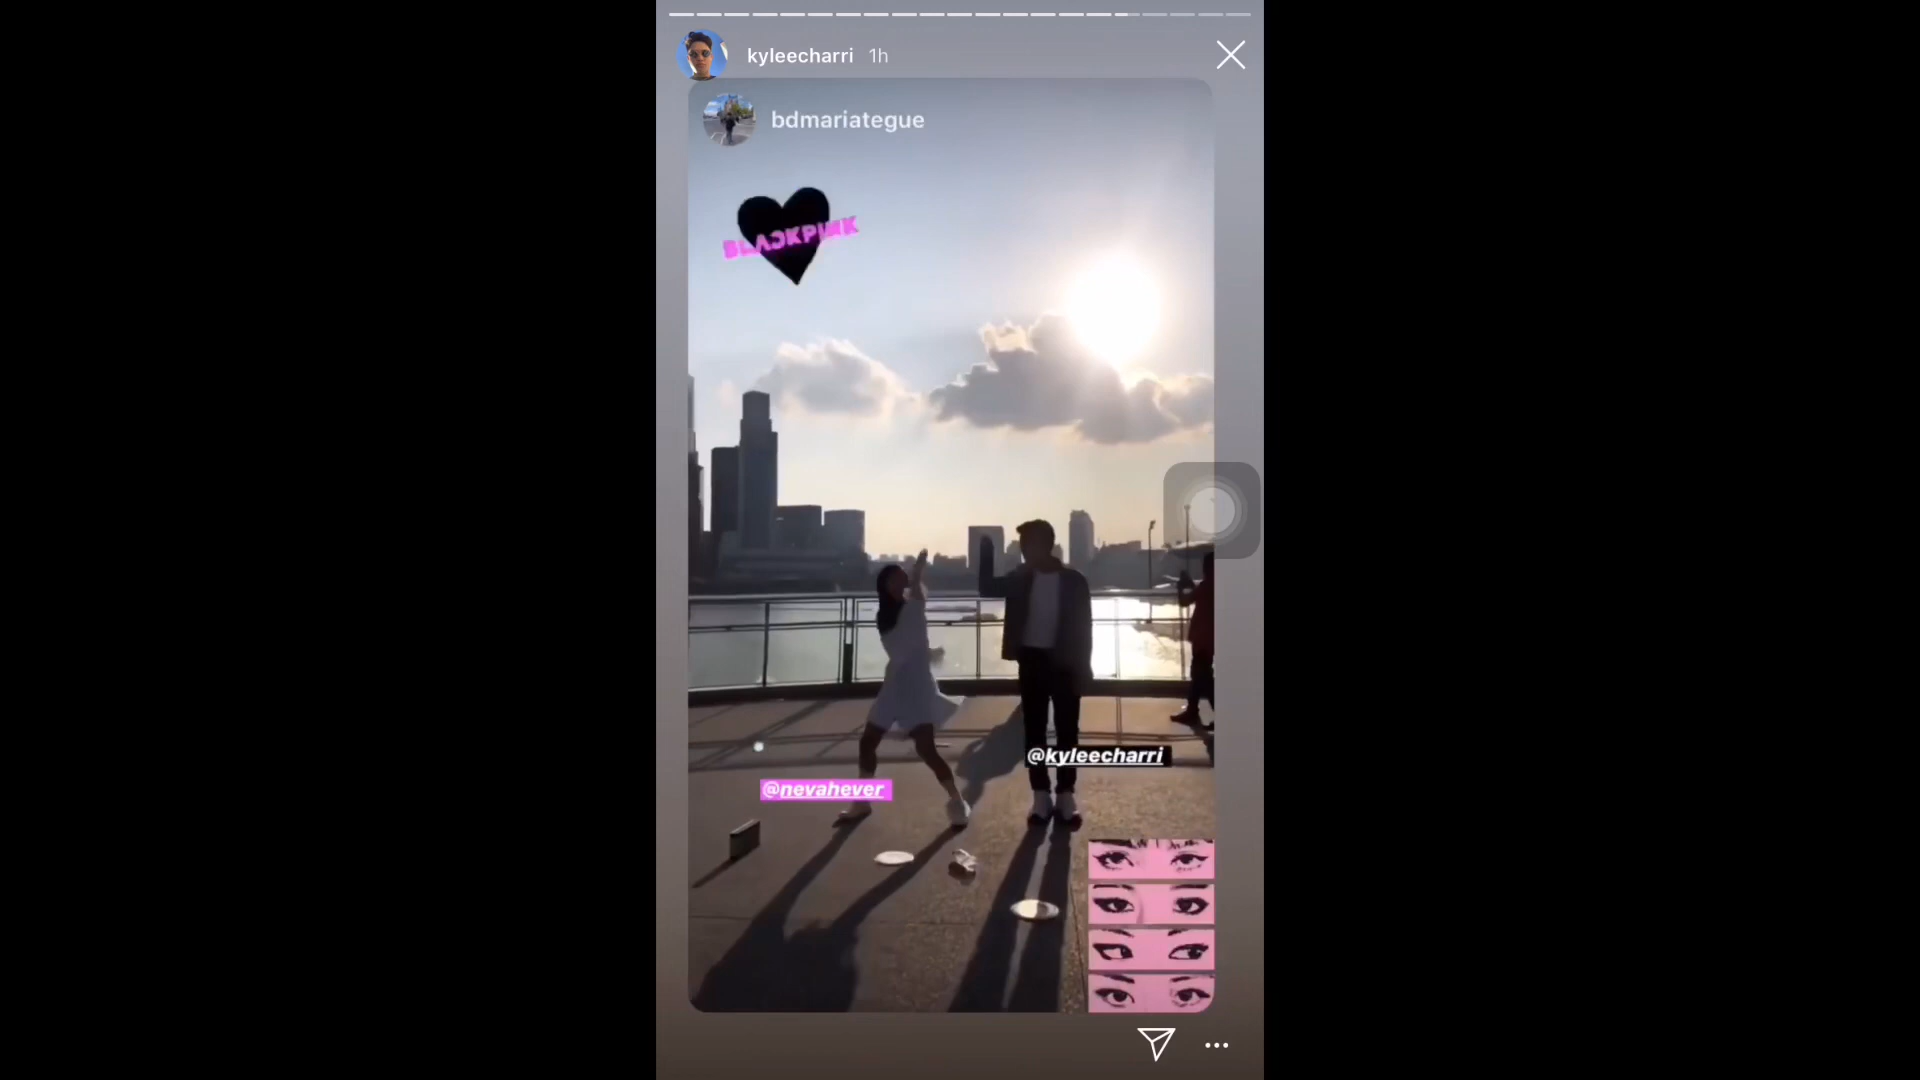 kyleecharri 1h
bdmariategue
BLACKPINK
@kyleecharri
@nevahever